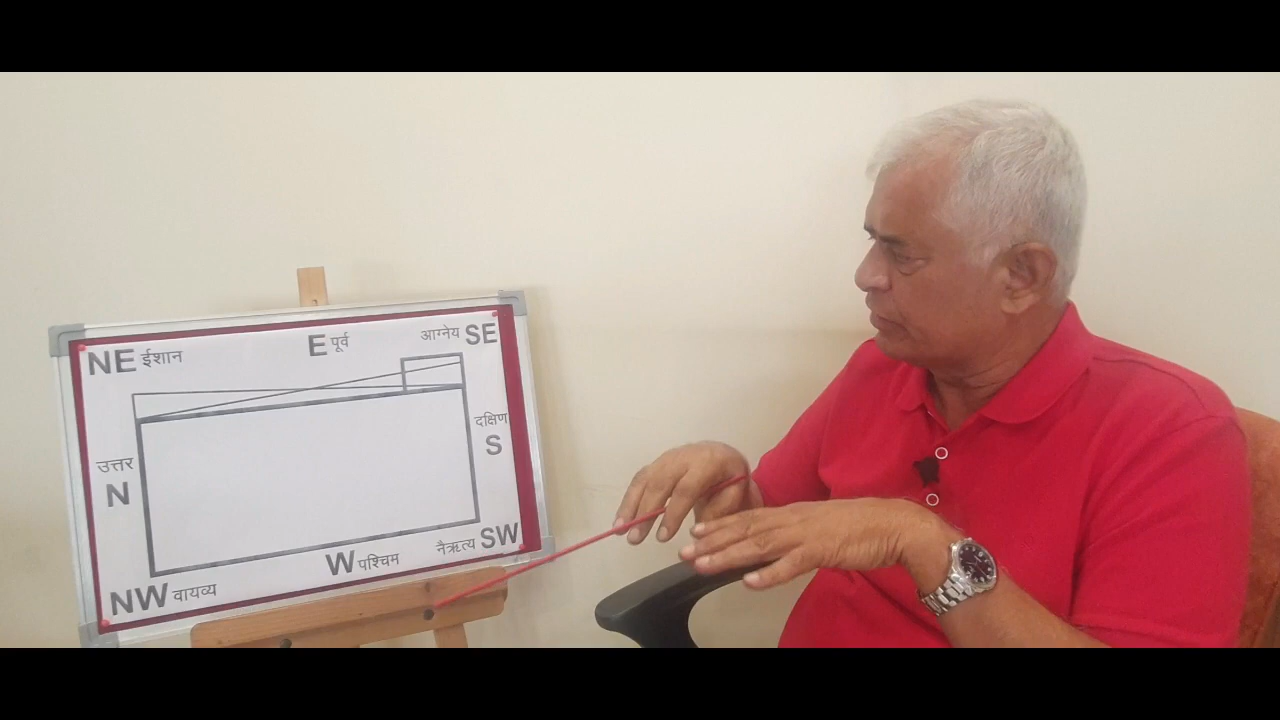 NE ईशान
E पूर्व
आग्नेय SE
उत्तर
N
दक्षिण
S
NW वायव्य
W पश्चिम
नैऋत्य SW